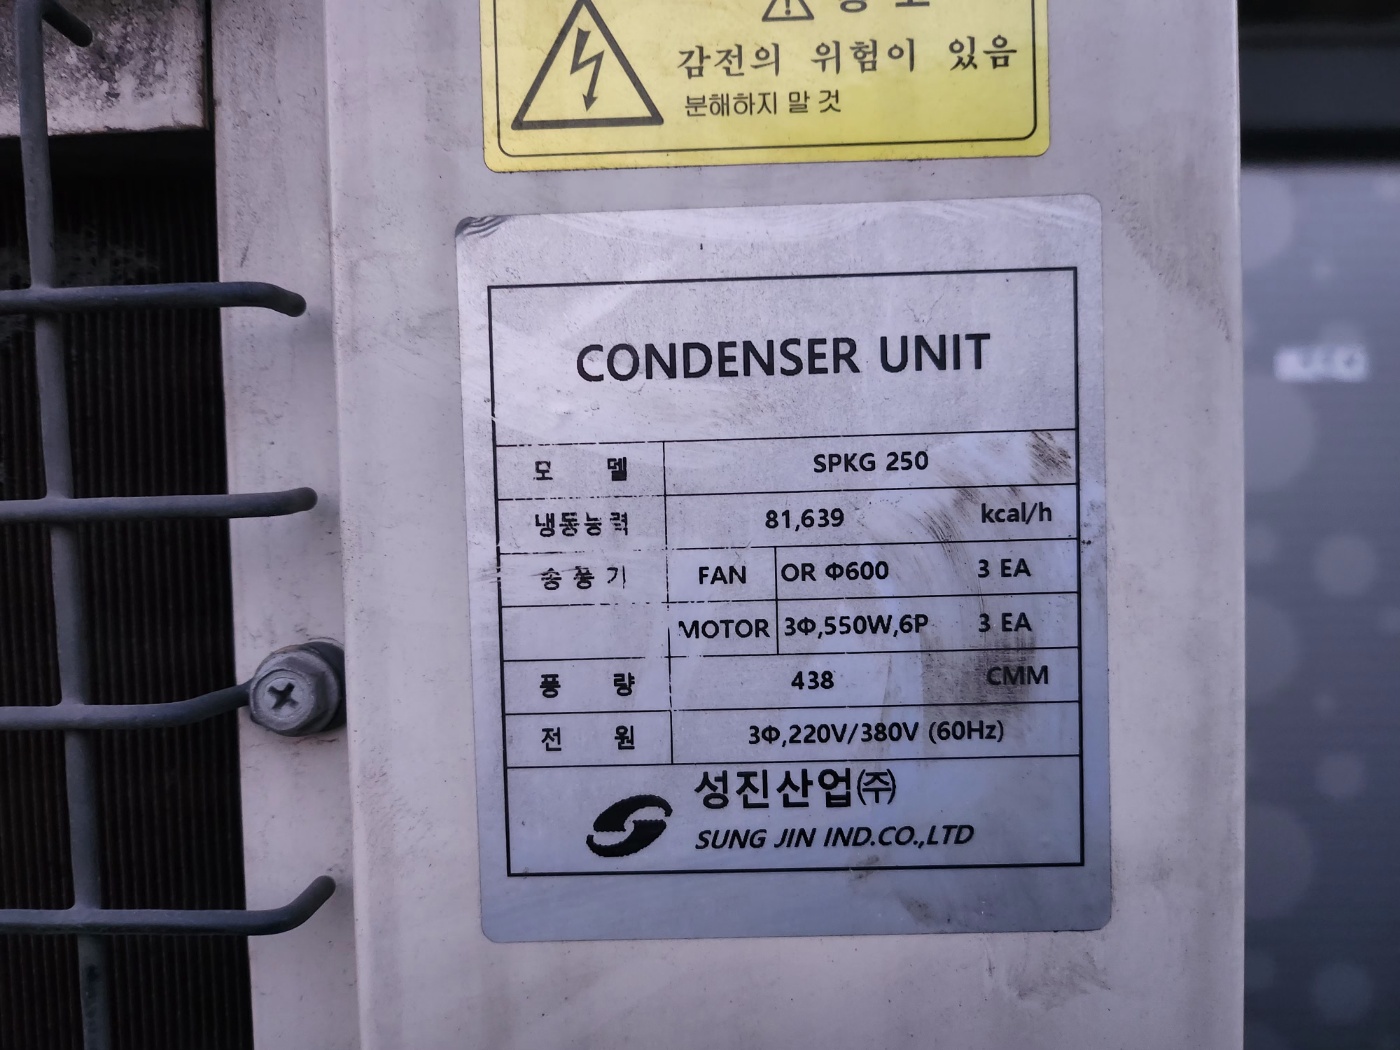 경고
감전의 위험이 있음
분해하지 말 것
CONDENSER UNIT
모 델 SPKG 250
냉동능력 81,639 kcal/h
송풍기 FAN OR Φ600 3 EA
MOTOR 3Φ,550W,6P 3 EA
풍 량 438 CMM
전 원 3Φ,220V/380V (60Hz)
성진산업㈜
SUNG JIN IND.CO.,LTD